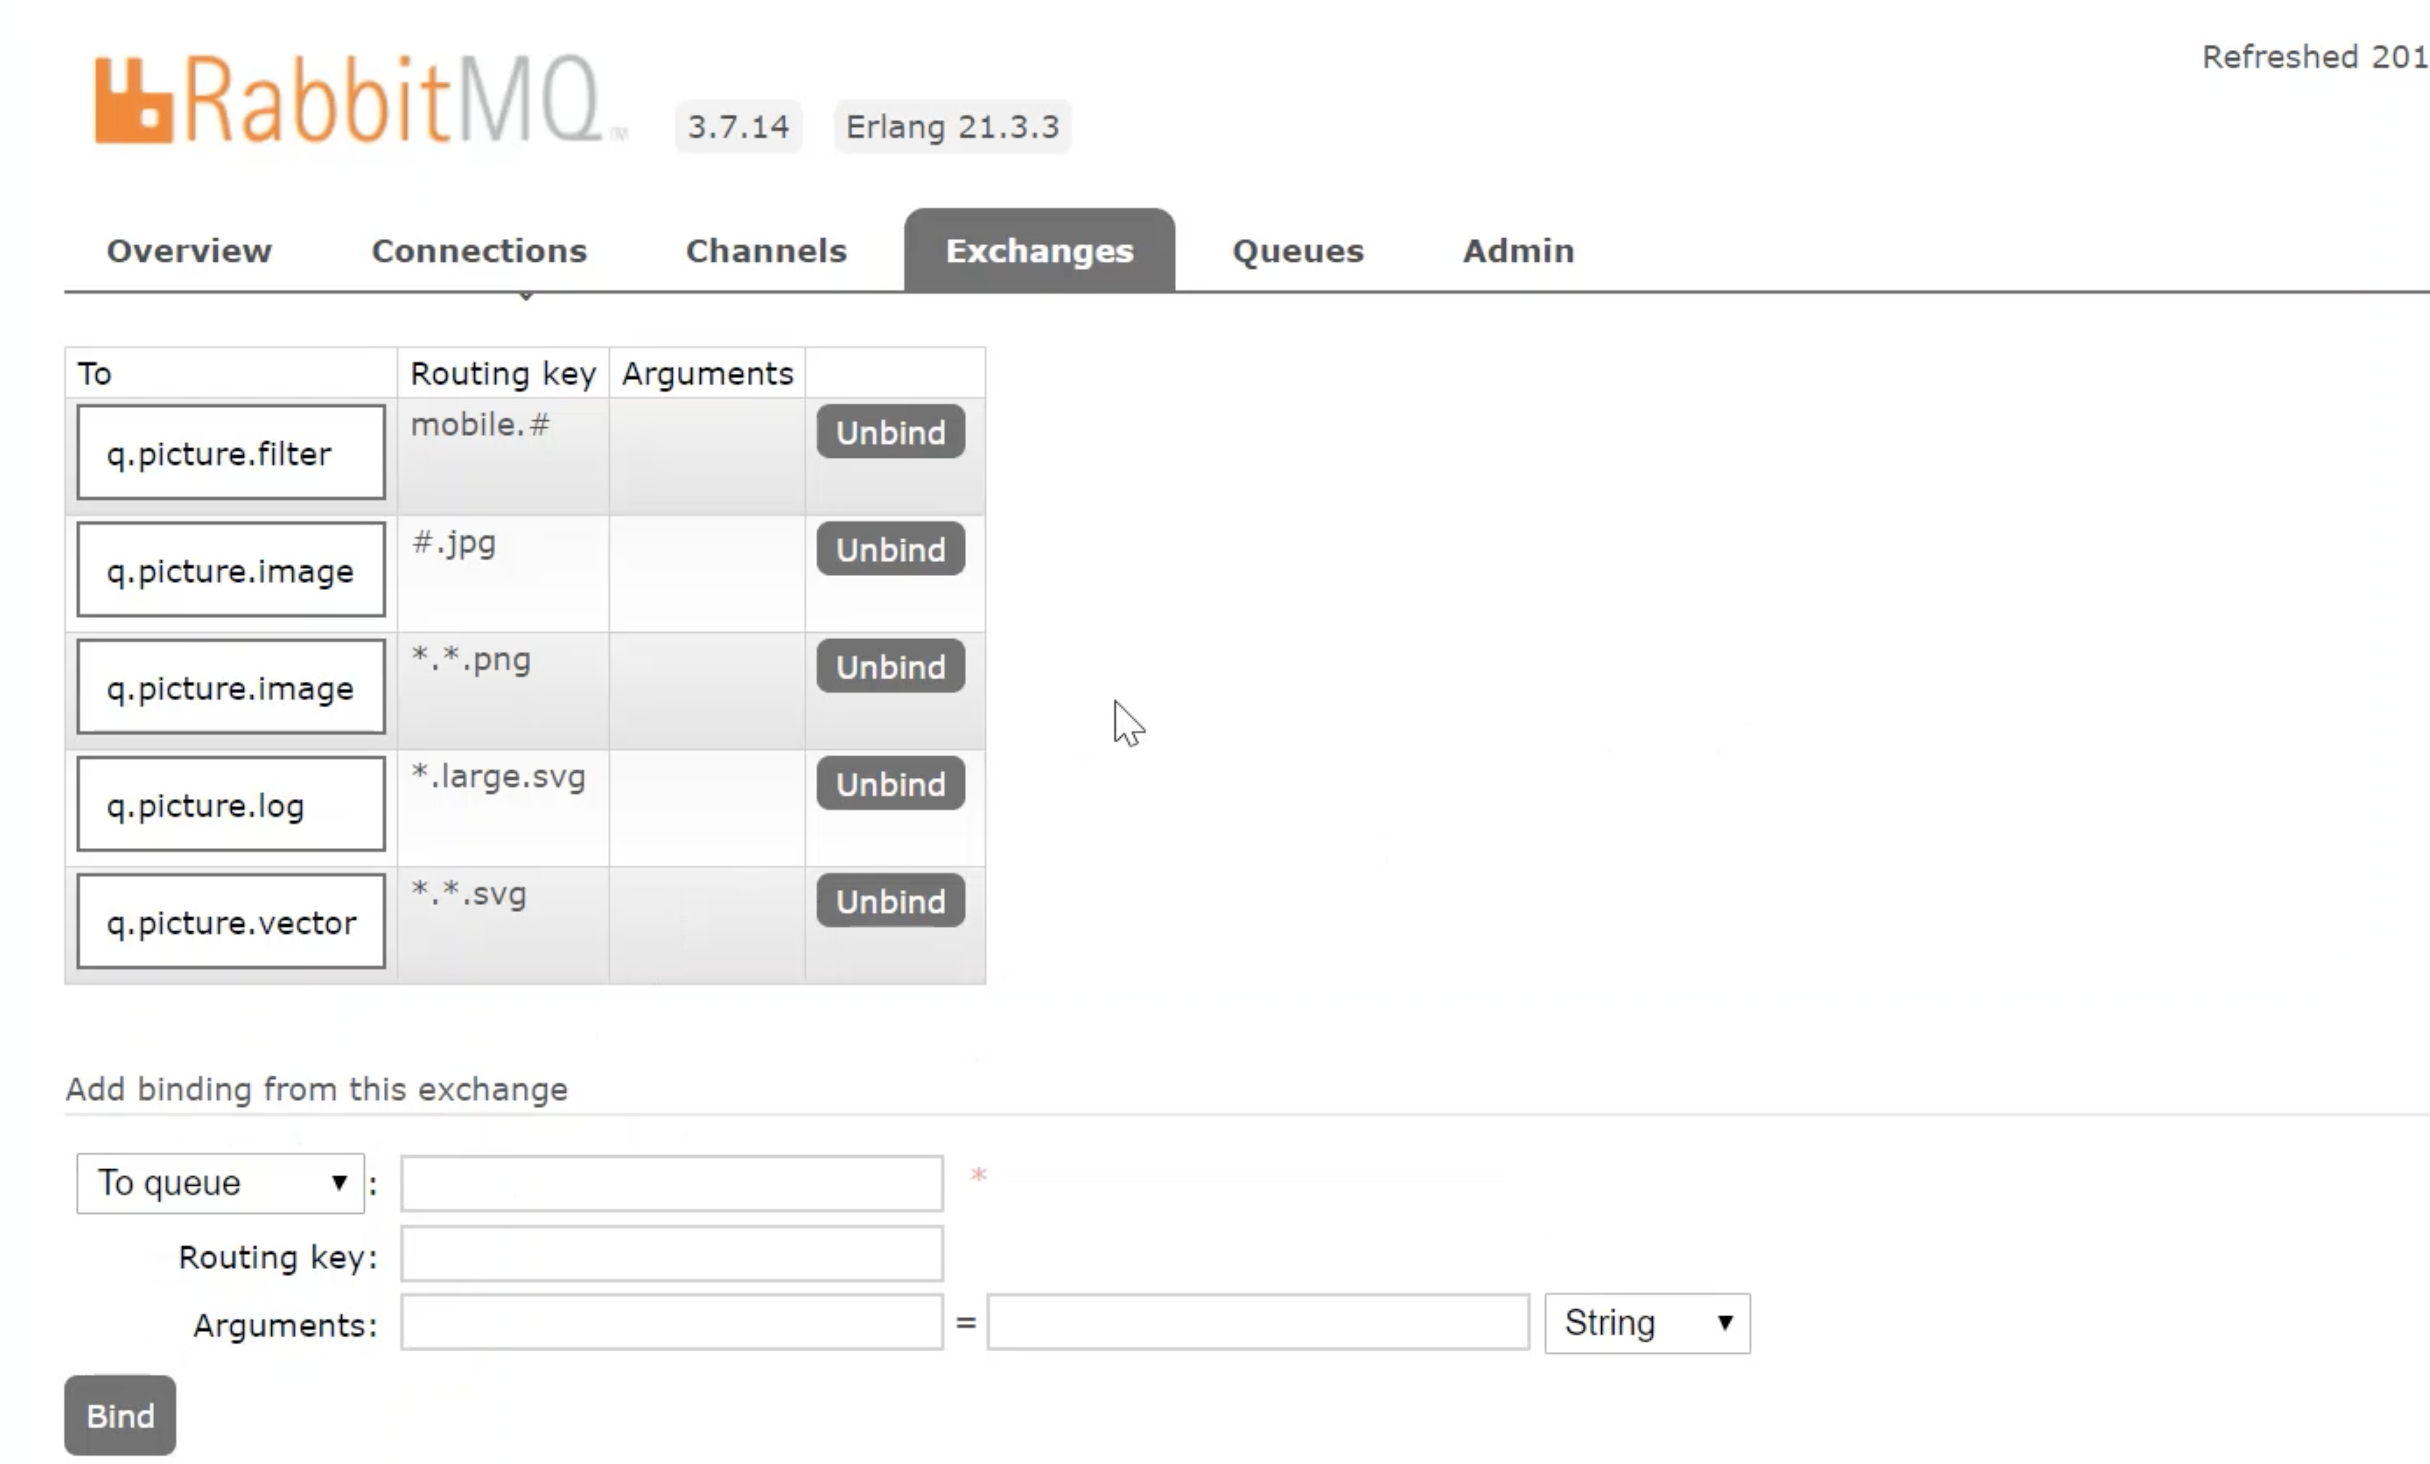 RabbitMQ TM 3.7.14 Erlang 21.3.3
Refreshed 201
Overview Connections Channels Exchanges Queues Admin
To Routing key Arguments
q.picture.filter mobile.# Unbind
q.picture.image #.jpg Unbind
q.picture.image *.*.png Unbind
q.picture.log *.large.svg Unbind
q.picture.vector *.*.svg Unbind
Add binding from this exchange
To queue : *
Routing key:
Arguments: = String
Bind